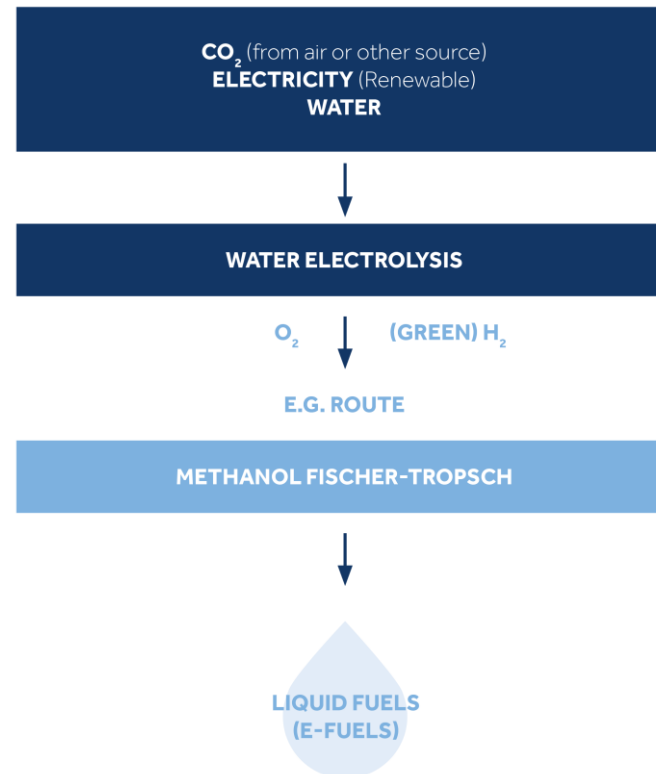 CO₂ (from air or other source)
ELECTRICITY (Renewable)
WATER
WATER ELECTROLYSIS
O₂ (GREEN) H₂
E.G. ROUTE
METHANOL FISCHER-TROPSCH
LIQUID FUELS
(E-FUELS)